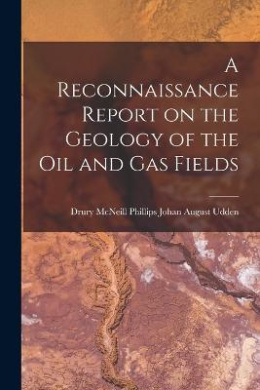 A
Reconnaissance
Report on the
Geology of the
Oil and Gas Fields
Drury McNeill Phillips Johan August Udden